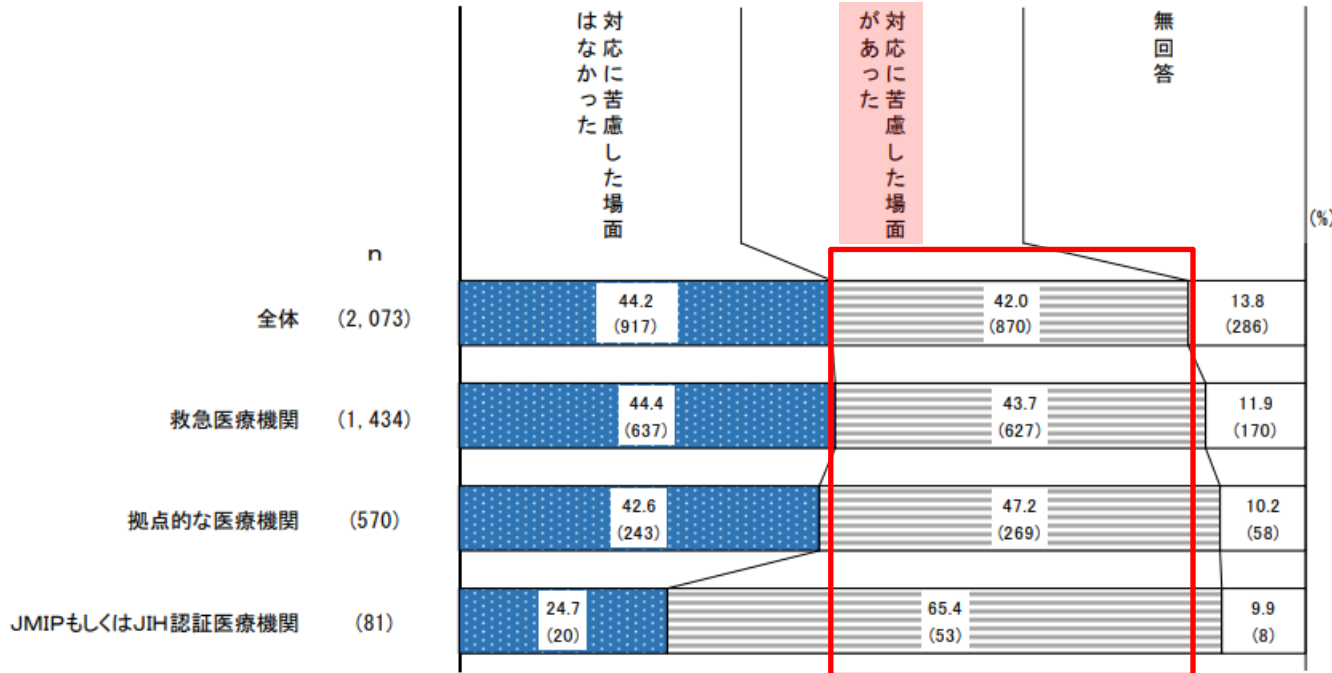 対応に苦慮した場面
はなかった
対応に苦慮した場面
があった
無回答
(%)
n
全体 (2,073) 44.2 42.0 13.8
(917) (870) (286)
救急医療機関 (1,434) 44.4 43.7 11.9
(637) (627) (170)
拠点的な医療機関 (570) 42.6 47.2 10.2
(243) (269) (58)
JMIPもしくはJIH認証医療機関 (81) 24.7 65.4 9.9
(20) (53) (8)